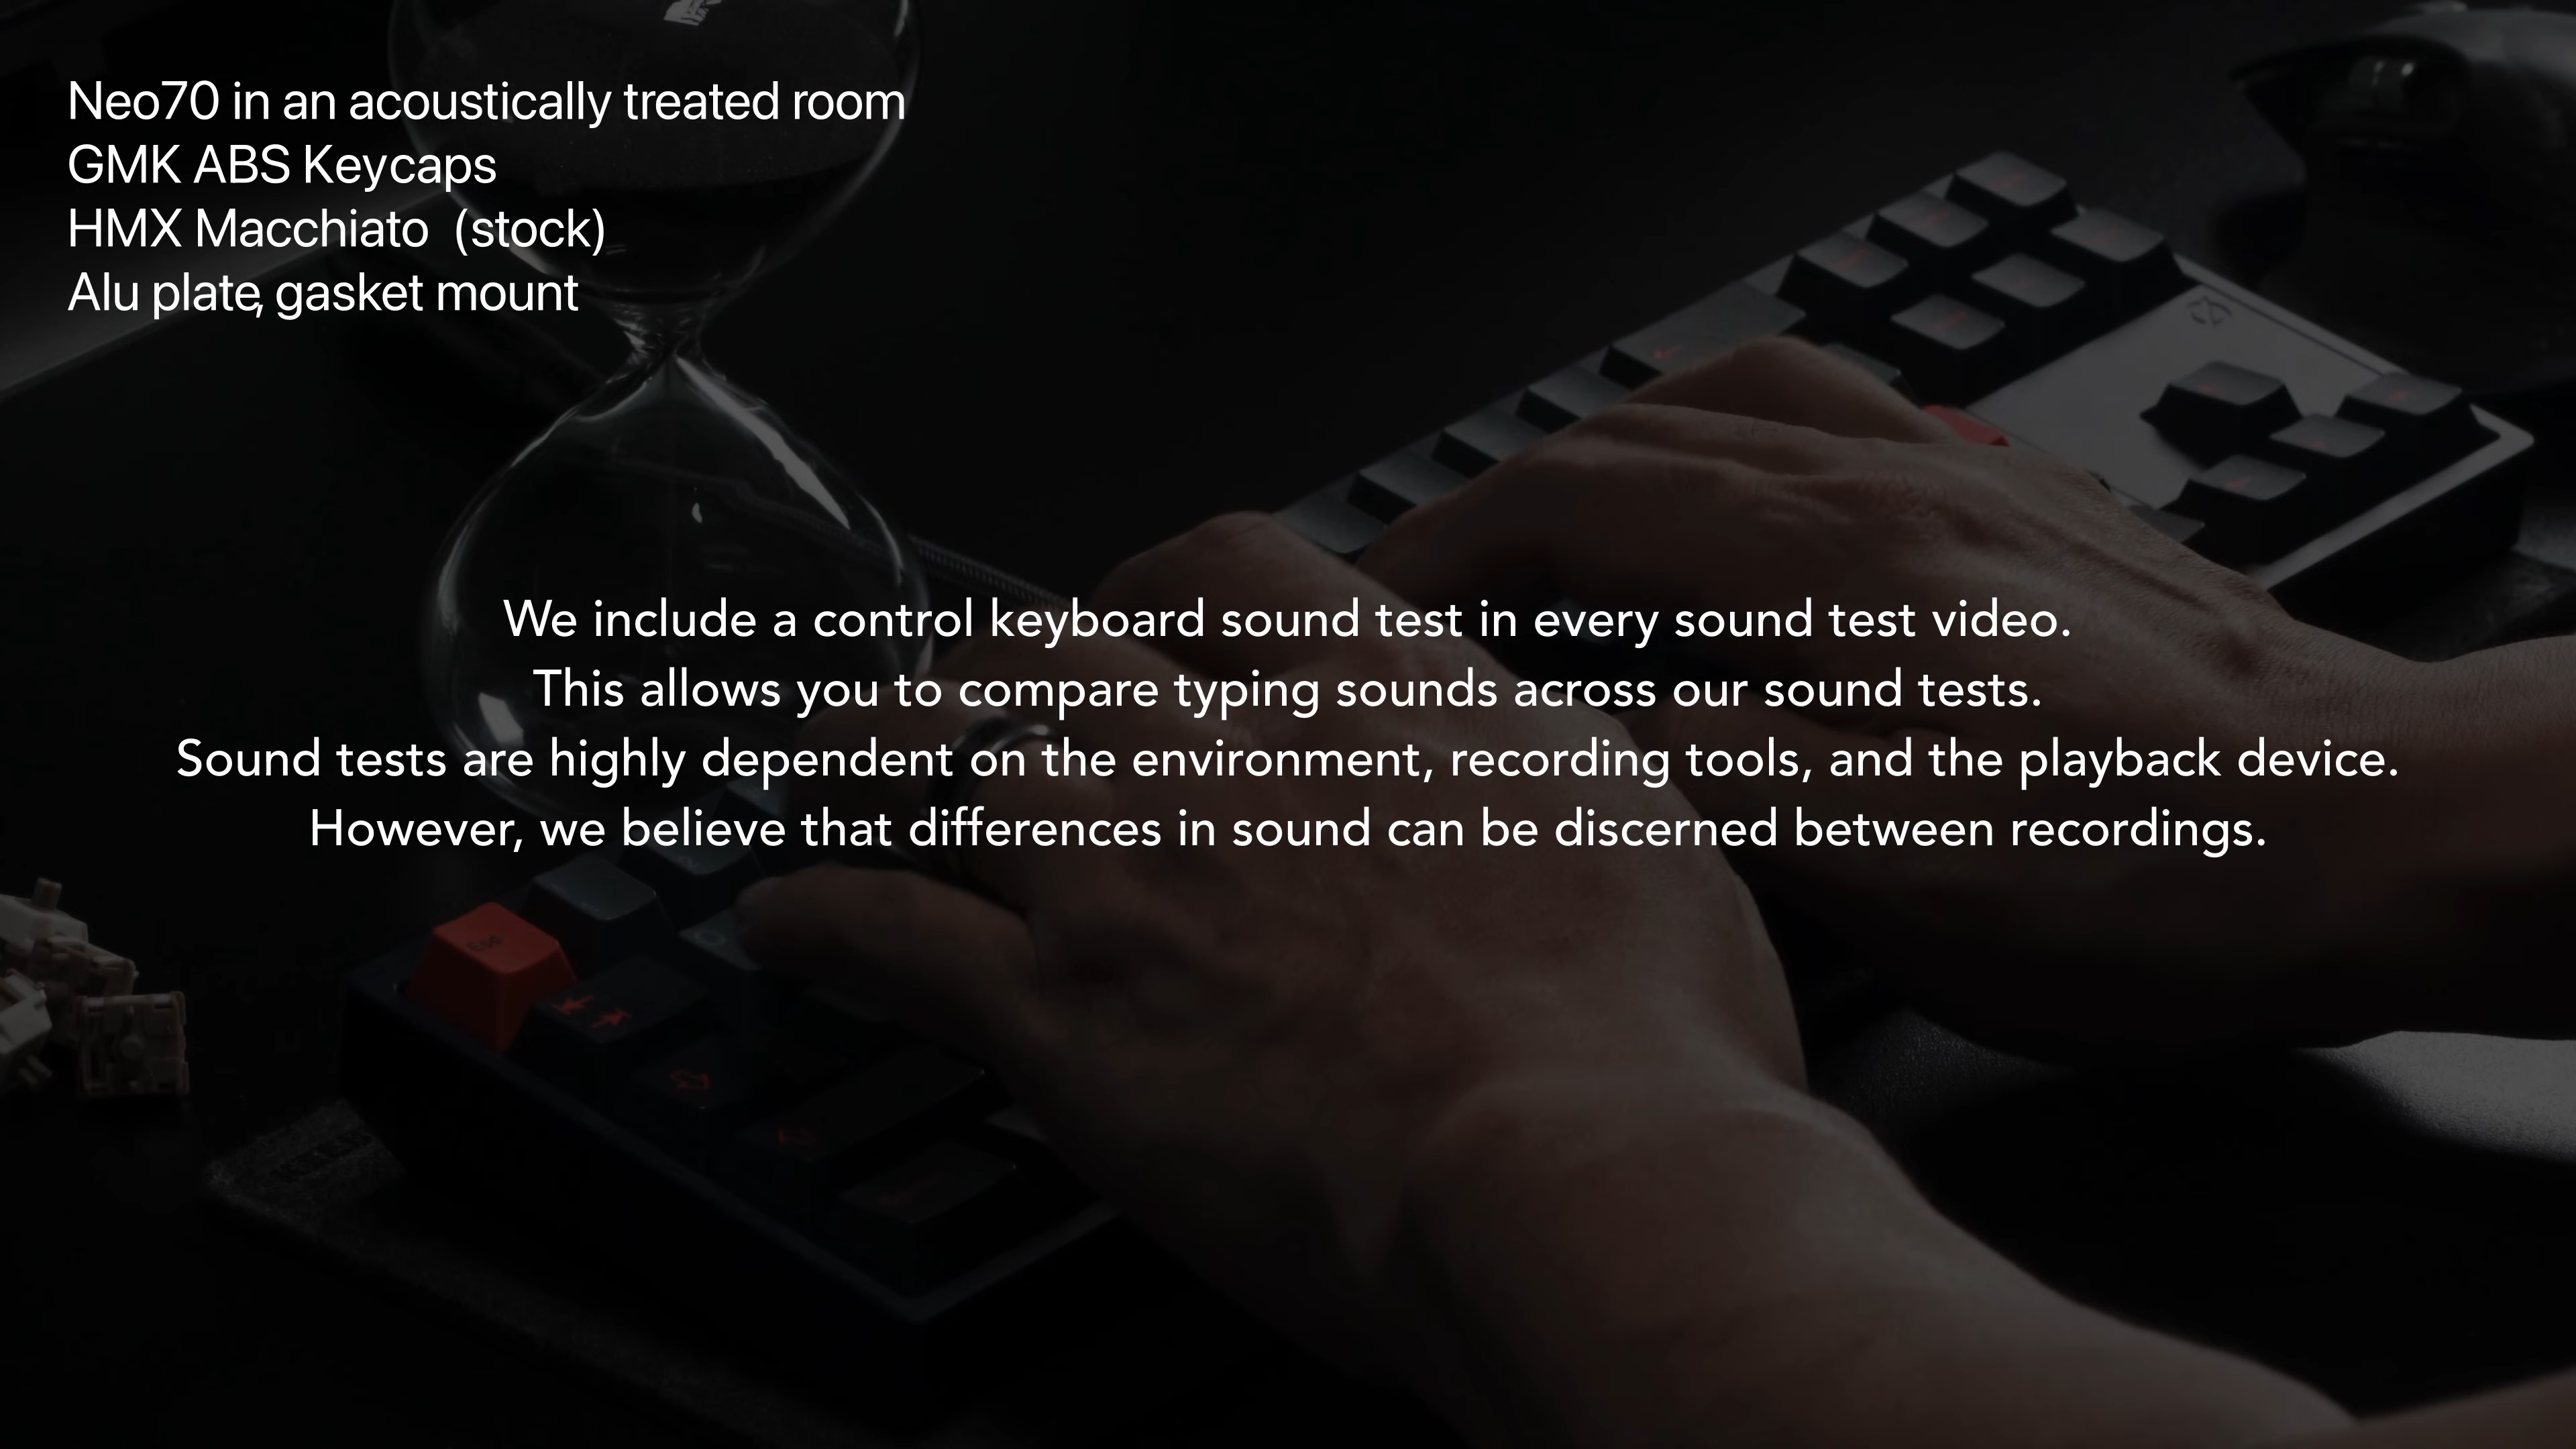 Neo70 in an acoustically treated room
GMK ABS Keycaps
HMX Macchiato  (stock)
Alu plate, gasket mount
We include a control keyboard sound test in every sound test video.
This allows you to compare typing sounds across our sound tests.
Sound tests are highly dependent on the environment, recording tools, and the playback device.
However, we believe that differences in sound can be discerned between recordings.
Esc